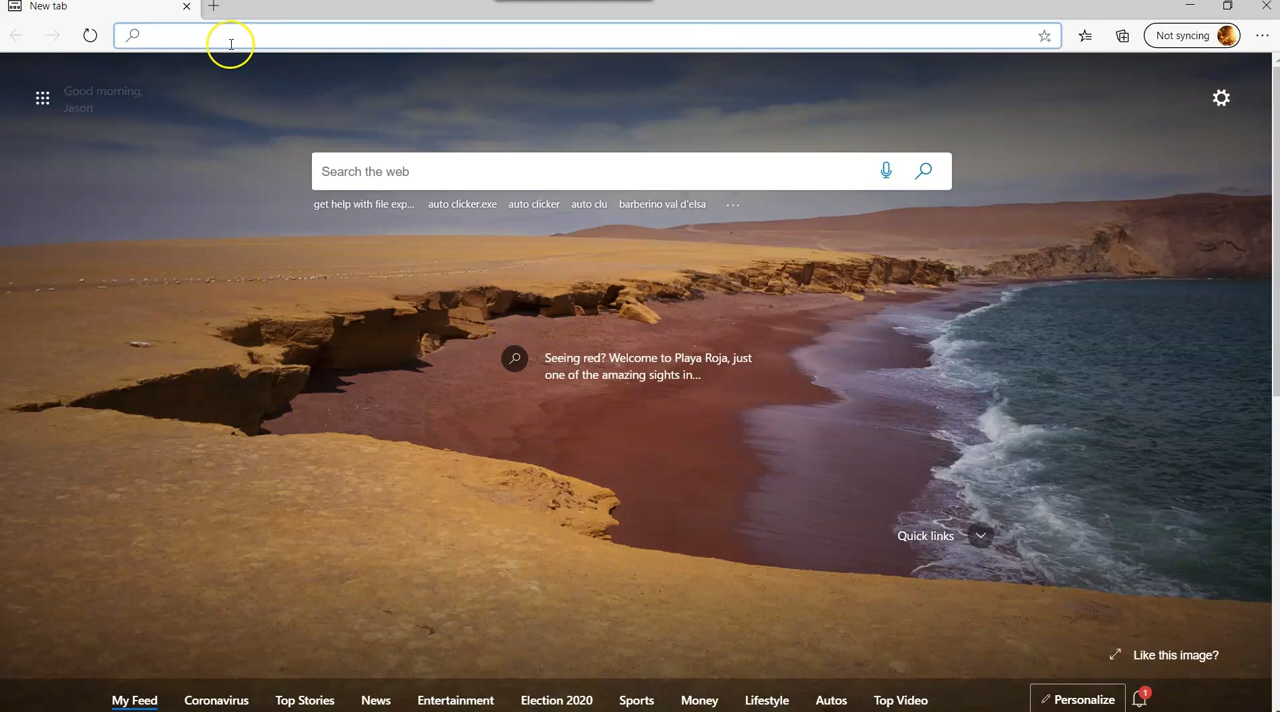 New tab
Not syncing
Good morning,
Jason
Search the web
get help with file exp... auto clicker.exe auto clicker auto clu barberino val d'elsa ...
Seeing red? Welcome to Playa Roja, just
one of the amazing sights in...
Quick links
Like this image?
My Feed Coronavirus Top Stories News Entertainment Election 2020 Sports Money Lifestyle Autos Top Video Personalize 1